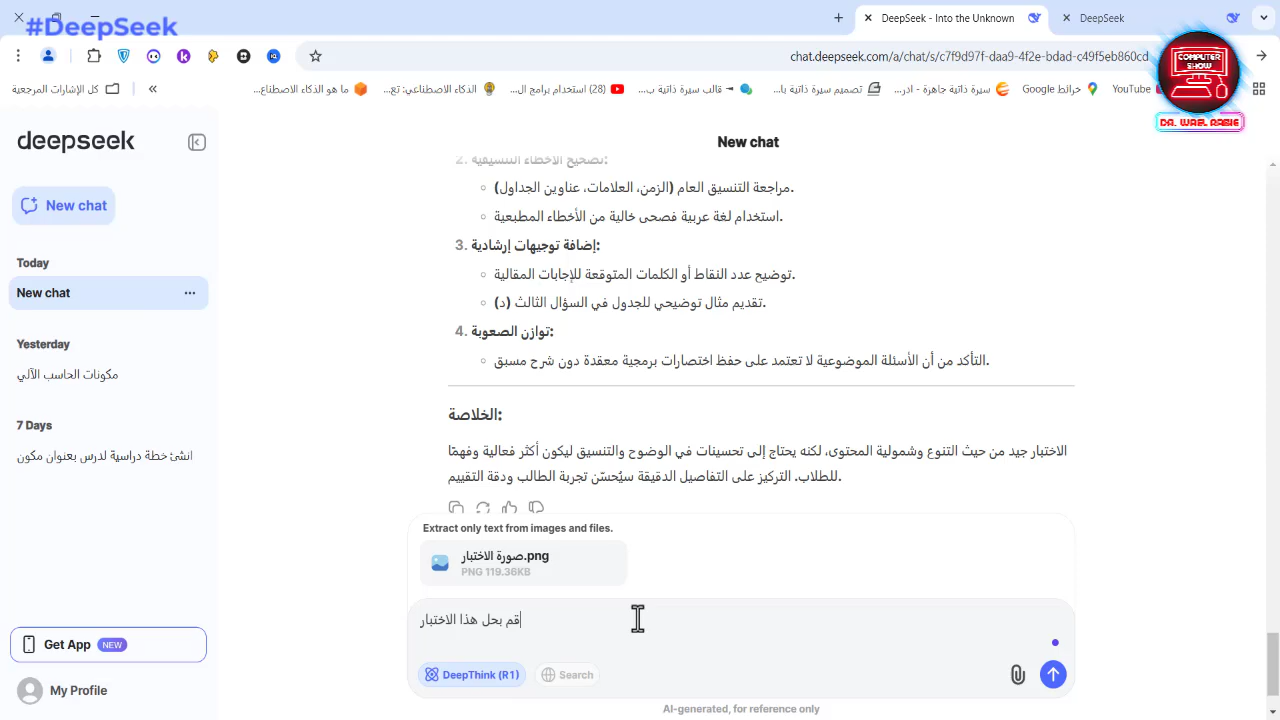 #DeepSeek
DeepSeek - Into the Unknown
DeepSeek
chat.deepseek.com/a/chat/s/c7f9d97f-daa9-4f2e-bdad-c49f5eb860cd
COMPUTER
SHOW
DR. WAEL RABIE
كل الإشارات المرجعية
ما هو الذكاء الاصطناع...
الذكاء الاصطناعي: تع...
(28) استخدام برامج أر...
قالب سيرة ذاتية ب...
تصميم سيرة ذاتية با...
سيرة ذاتية جاهزة - ادر...
خرائط Google
YouTube
deepseek
New chat
Today
New chat
Yesterday
مكونات الحاسب الآلي
7 Days
انشئ خطة دراسية لدرس بعنوان مكون
Get App NEW
My Profile
New chat
2. تصحيح الأخطاء التنسيقية:
مراجعة التنسيق العام (الزمن، العلامات، عناوين الجداول).
استخدام لغة عربية فصحى خالية من الأخطاء المطبعية.
3. إضافة توجيهات إرشادية:
توضيح عدد النقاط أو الكلمات المتوقعة للإجابات المقالية.
تقديم مثال توضيحي للجدول في السؤال الثالث (د).
4. توازن الصعوبة:
التأكد من أن الأسئلة الموضوعية لا تعتمد على حفظ اختصارات برمجية معقدة دون شرح مسبق.
الخلاصة:
الاختبار جيد من حيث التنوع وشمولية المحتوى، لكنه يحتاج إلى تحسينات في الوضوح والتنسيق ليكون أكثر فعالية وفهمًا
للطلاب. التركيز على التفاصيل الدقيقة سيُحسّن تجربة الطالب ودقة التقييم.
Extract only text from images and files.
صورة الاختبار.png
PNG 119.36KB
قم بحل هذا الاختبار
DeepThink (R1)
Search
AI-generated, for reference only